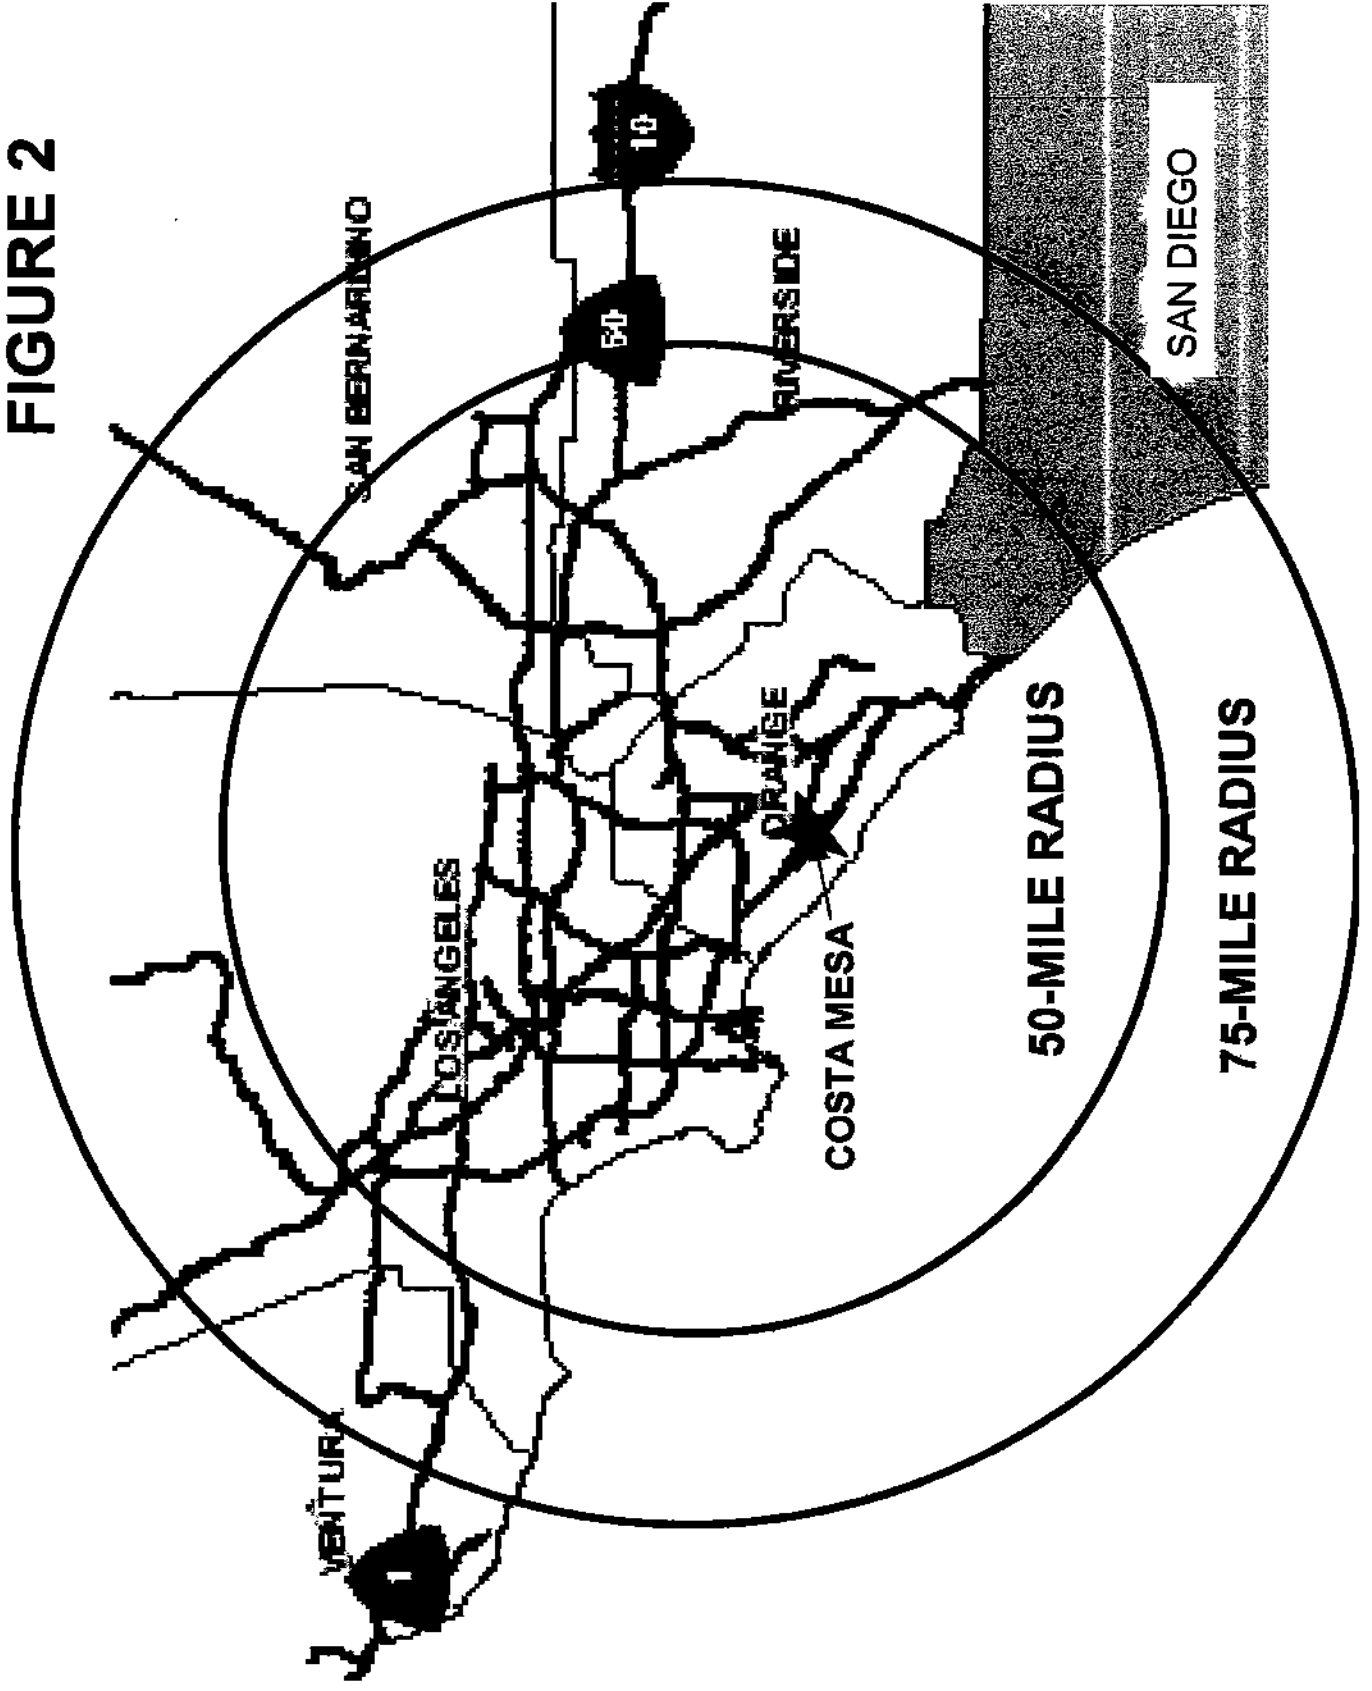 FIGURE 2
SAN BERNARDINO
10
60
RIVERSIDE
SAN DIEGO
ORANGE
LOS ANGELES
COSTA MESA
50-MILE RADIUS
75-MILE RADIUS
VENTURA
1